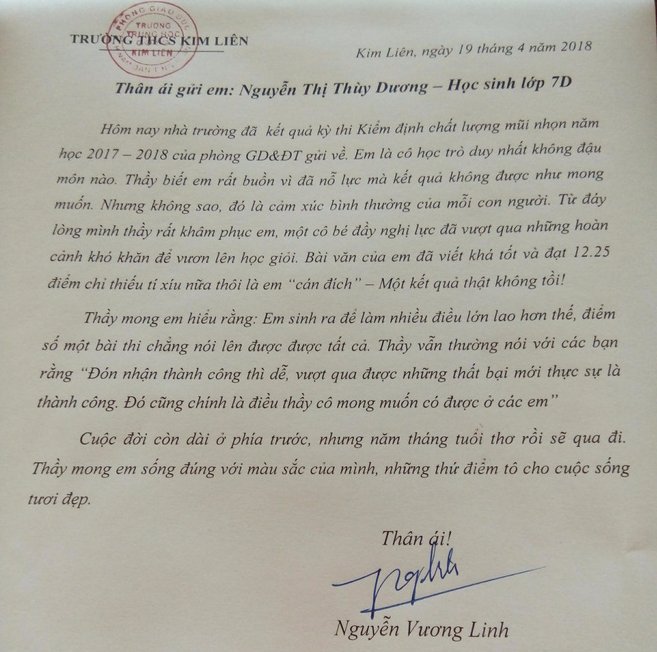 PHÒNG GIÁO DỤC
TRƯỜNG
TRUNG HỌC
KIM LIÊN
TRƯỜNG THCS KIM LIÊN
Kim Liên, ngày 19 tháng 4 năm 2018
Thân ái gửi em: Nguyễn Thị Thùy Dương – Học sinh lớp 7D
Hôm nay nhà trường đã kết quả kỳ thi Kiểm định chất lượng mũi nhọn năm
học 2017 – 2018 của phòng GD&ĐT gửi về. Em là cô học trò duy nhất không đậu
môn nào. Thầy biết em rất buồn vì đã nỗ lực mà kết quả không được như mong
muốn. Nhưng không sao, đó là cảm xúc bình thường của mỗi con người. Từ đáy
lòng mình thầy rất khâm phục em, một cô bé đầy nghị lực đã vượt qua những hoàn
cảnh khó khăn để vươn lên học giỏi. Bài văn của em đã viết khá tốt và đạt 12.25
điểm chỉ thiếu tí xíu nữa thôi là em “cán đích” – Một kết quả thật không tồi!
Thầy mong em hiểu rằng: Em sinh ra để làm nhiều điều lớn lao hơn thế, điểm
số một bài thi chẳng nói lên được được tất cả. Thầy vẫn thường nói với các bạn
rằng “Đón nhận thành công thì dễ, vượt qua được những thất bại mới thực sự là
thành công. Đó cũng chính là điều thầy cô mong muốn có được ở các em”
Cuộc đời còn dài ở phía trước, nhưng năm tháng tuổi thơ rồi sẽ qua đi.
Thầy mong em sống đúng với màu sắc của mình, những thứ điểm tô cho cuộc sống
tươi đẹp.
Thân ái!
Nguyễn Vương Linh